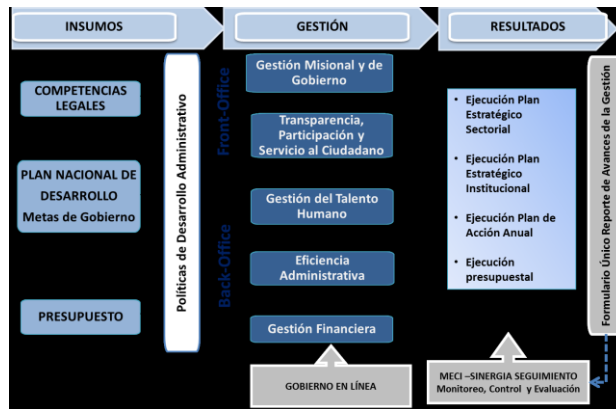 INSUMOS
GESTIÓN
RESULTADOS
COMPETENCIAS
LEGALES
PLAN NACIONAL DE
DESARROLLO
Metas de Gobierno
PRESUPUESTO
Políticas de Desarrollo Administrativo
Front-Office
Back-Office
Gestión Misional y de
Gobierno
Transparencia,
Participación y
Servicio al Ciudadano
Gestión del Talento
Humano
Eficiencia
Administrativa
Gestión Financiera
GOBIERNO EN LÍNEA
• Ejecución Plan
Estratégico
Sectorial
• Ejecución Plan
Estratégico
Institucional
• Ejecución Plan de
Acción Anual
• Ejecución
presupuestal
MECI –SINERGIA SEGUIMIENTO
Monitoreo, Control y Evaluación
Formulario Único Reporte de Avances de la Gestión